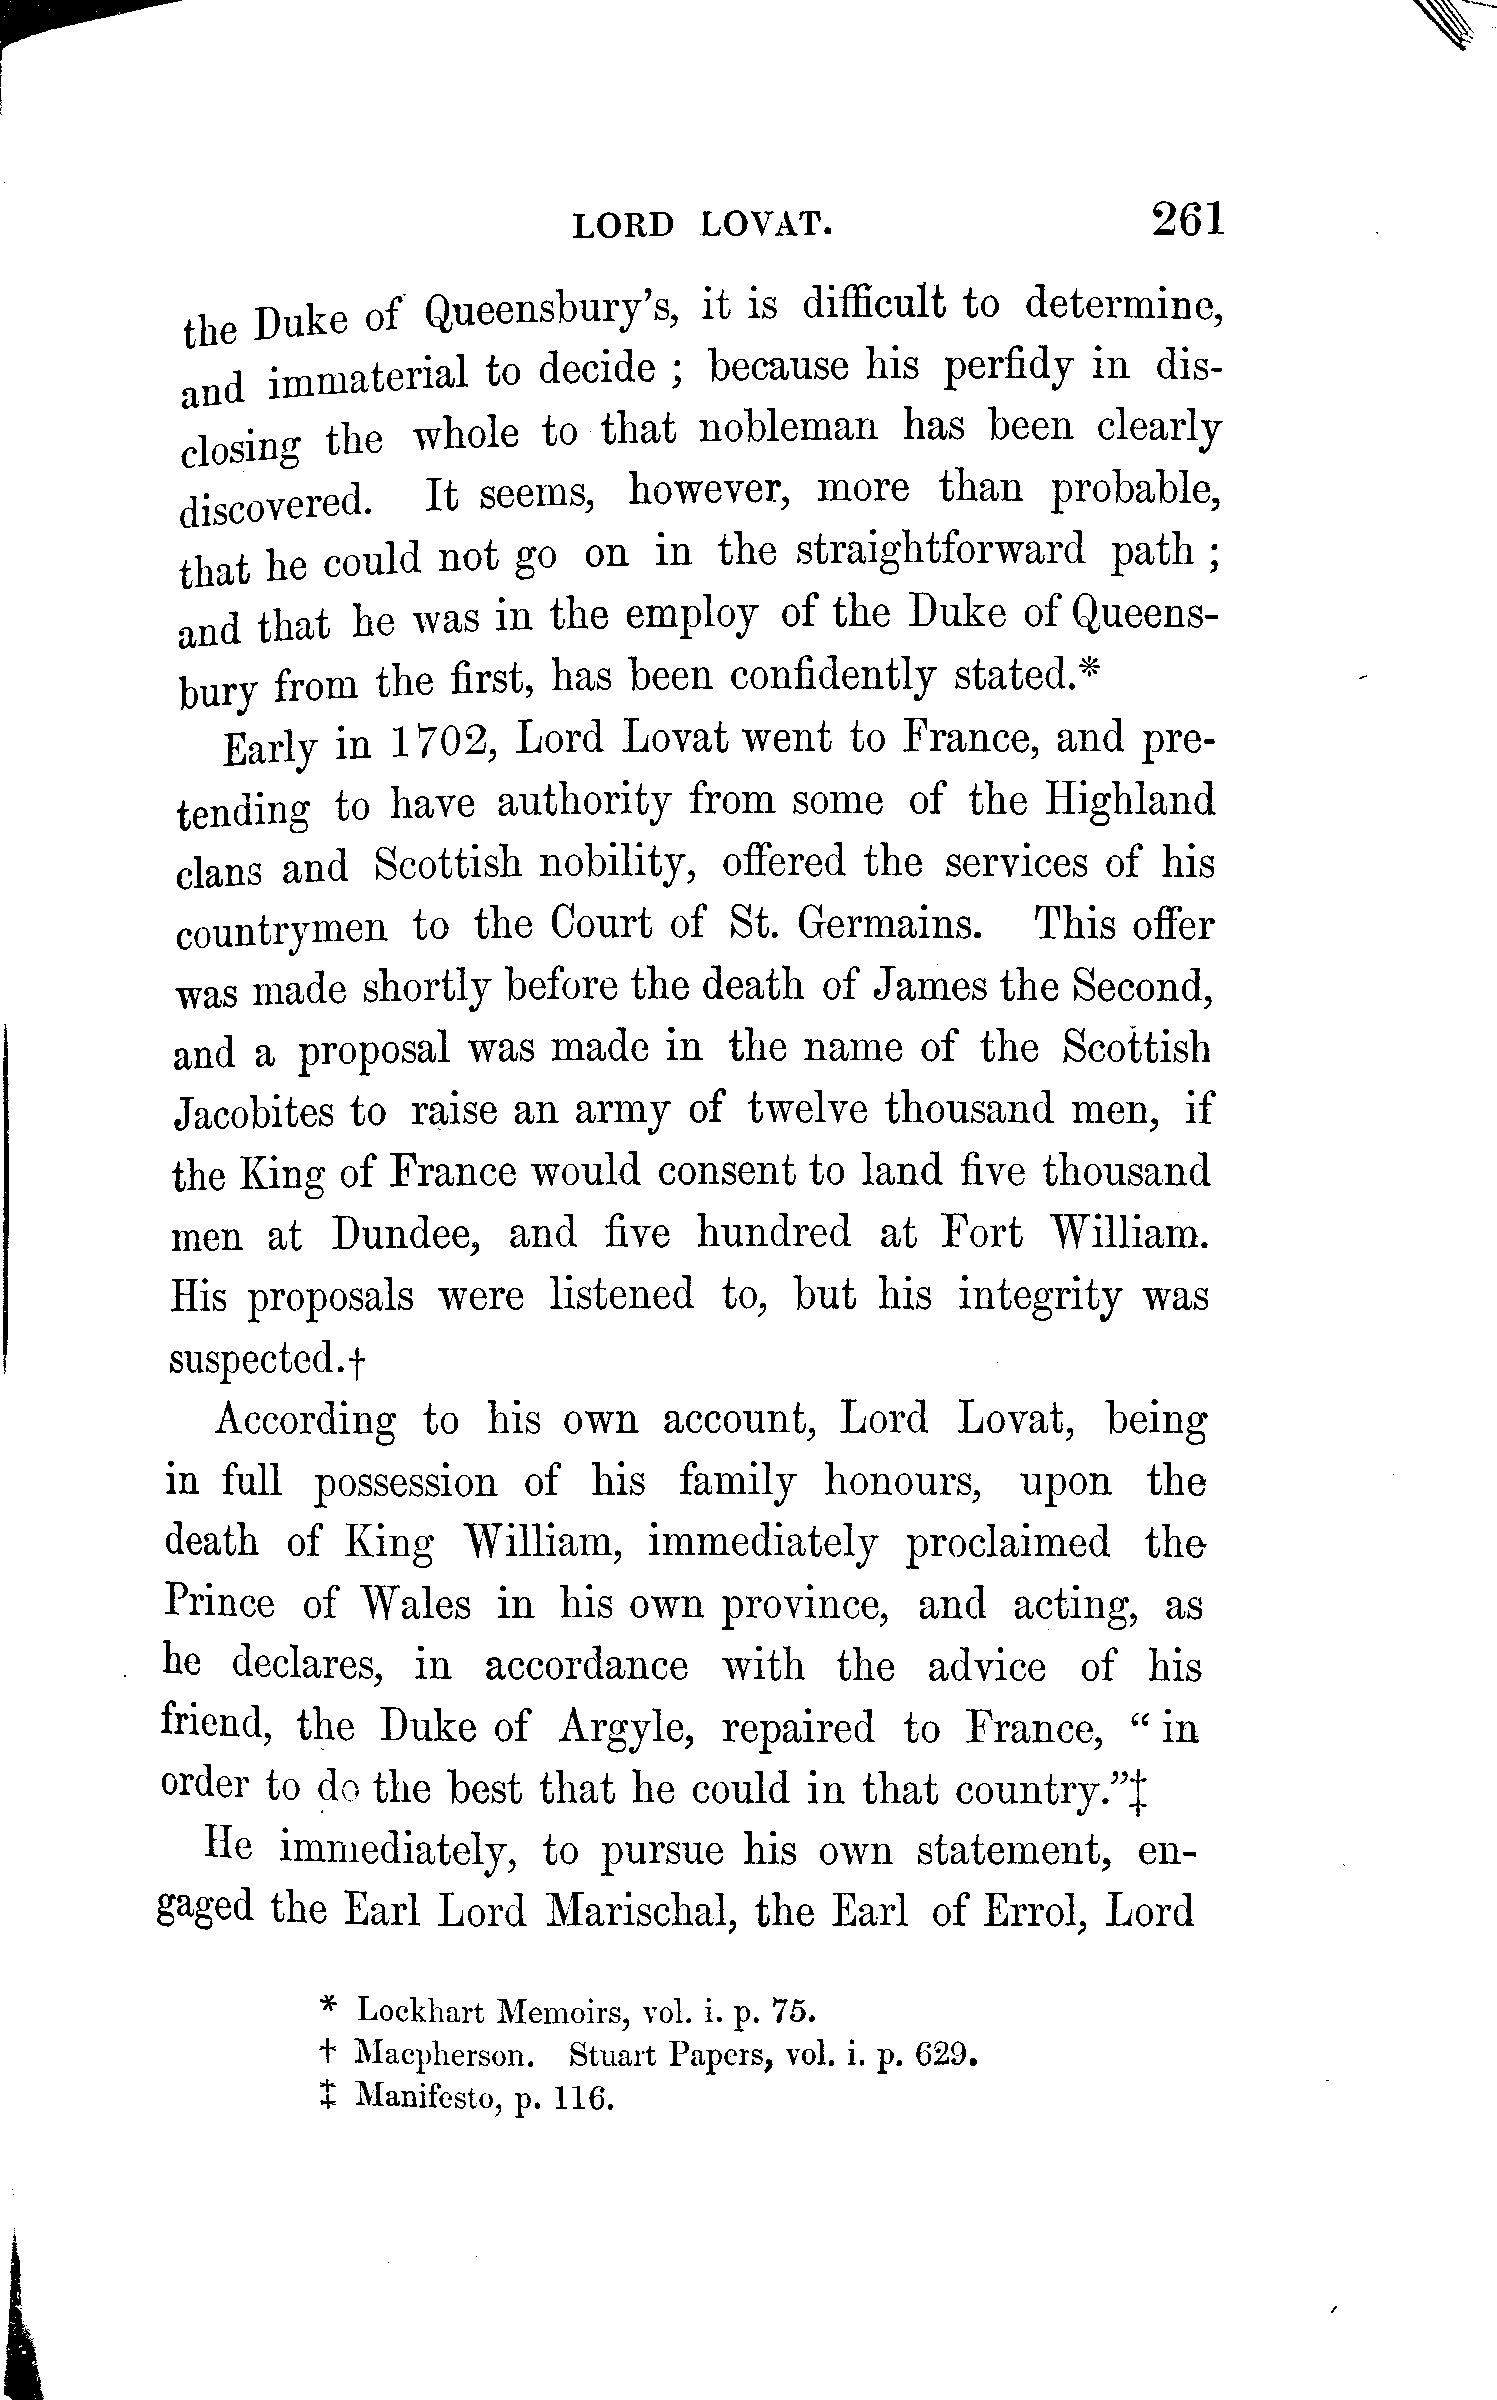 LORD LOVAT. 261
the Duke of Queensbury's, it is difficult to determine,
and immaterial to decide ; because his perfidy in dis-
closing the whole to that nobleman has been clearly
discovered. It seems, however, more than probable,
that he could not go on in the straightforward path ;
and that he was in the employ of the Duke of Queens-
bury from the first, has been confidently stated.*
Early in 1702, Lord Lovat went to France, and pre-
tending to have authority from some of the Highland
clans and Scottish nobility, offered the services of his
countrymen to the Court of St. Germains. This offer
was made shortly before the death of James the Second,
and a proposal was made in the name of the Scottish
Jacobites to raise an army of twelve thousand men, if
the King of France would consent to land five thousand
men at Dundee, and five hundred at Fort William.
His proposals were listened to, but his integrity was
suspected.†
According to his own account, Lord Lovat, being
in full possession of his family honours, upon the
death of King William, immediately proclaimed the
Prince of Wales in his own province, and acting, as
he declares, in accordance with the advice of his
friend, the Duke of Argyle, repaired to France, “ in
order to do the best that he could in that country.”‡
He immediately, to pursue his own statement, en-
gaged the Earl Lord Marischal, the Earl of Errol, Lord
* Lockhart Memoirs, vol. i. p. 75.
† Macpherson. Stuart Papers, vol. i. p. 629.
‡ Manifesto, p. 116.